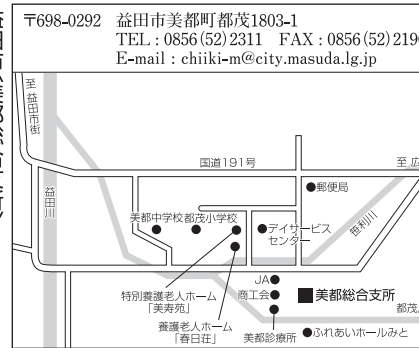 〒698-0292 益田市美都町都茂1803-1
TEL : 0856(52)2311 FAX : 0856(52)219
E-mail : chiiki-m@city.masuda.lg.jp
至益田市街
国道191号
至広
益田川
郵便局
美都中学校
都茂小学校
デイサービスセンター
笹利川
特別養護老人ホーム
「美寿苑」
養護老人ホーム
「春日荘」
JA
商工会
美都総合支所
都茂
美都診療所
ふれあいホールみと